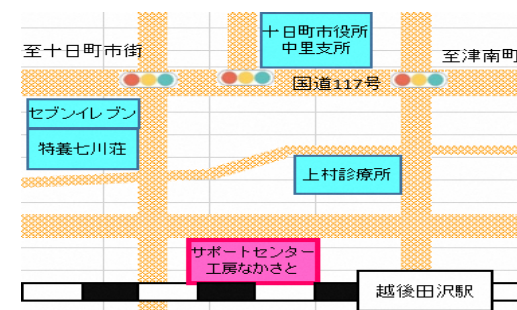 十日町市役所
中里支所
至十日町市街
至津南町
国道117号
セブンイレブン
特養七川荘
上村診療所
サポートセンター
工房なかさと
越後田沢駅